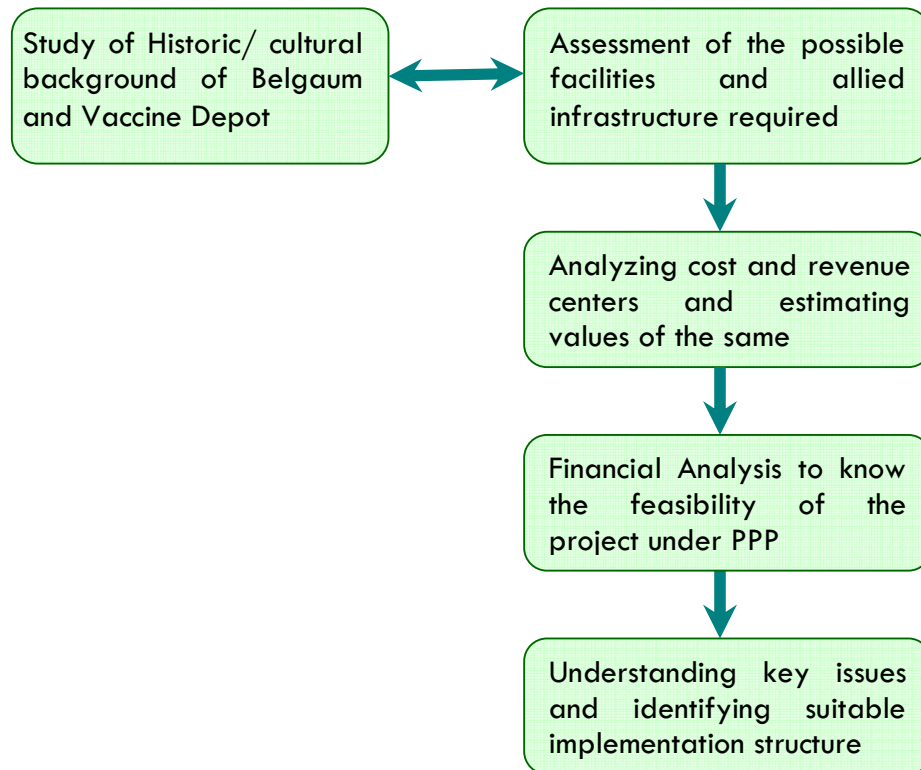 Study of Historic/ cultural
background of Belgaum
and Vaccine Depot
Assessment of the possible
facilities and allied
infrastructure required
Analyzing cost and revenue
centers and estimating
values of the same
Financial Analysis to know
the feasibility of the
project under PPP
Understanding key issues
and identifying suitable
implementation structure